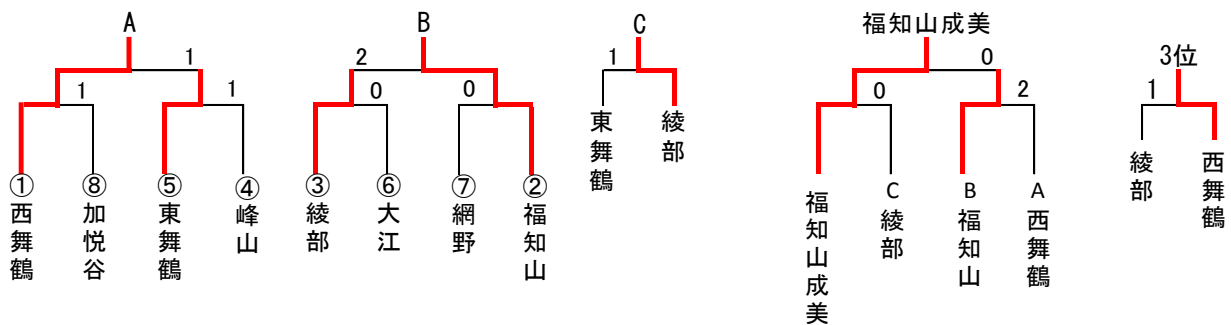 A
B
C
福知山成美
3位
1
2
1
0
1
1
1
0
0
0
2
①
⑧
⑤
④
③
⑥
⑦
②
西舞鶴
加悦谷
東舞鶴
峰山
綾部
大江
網野
福知山
東舞鶴
綾部
福知山成美
C綾部
B福知山
A西舞鶴
綾部
西舞鶴